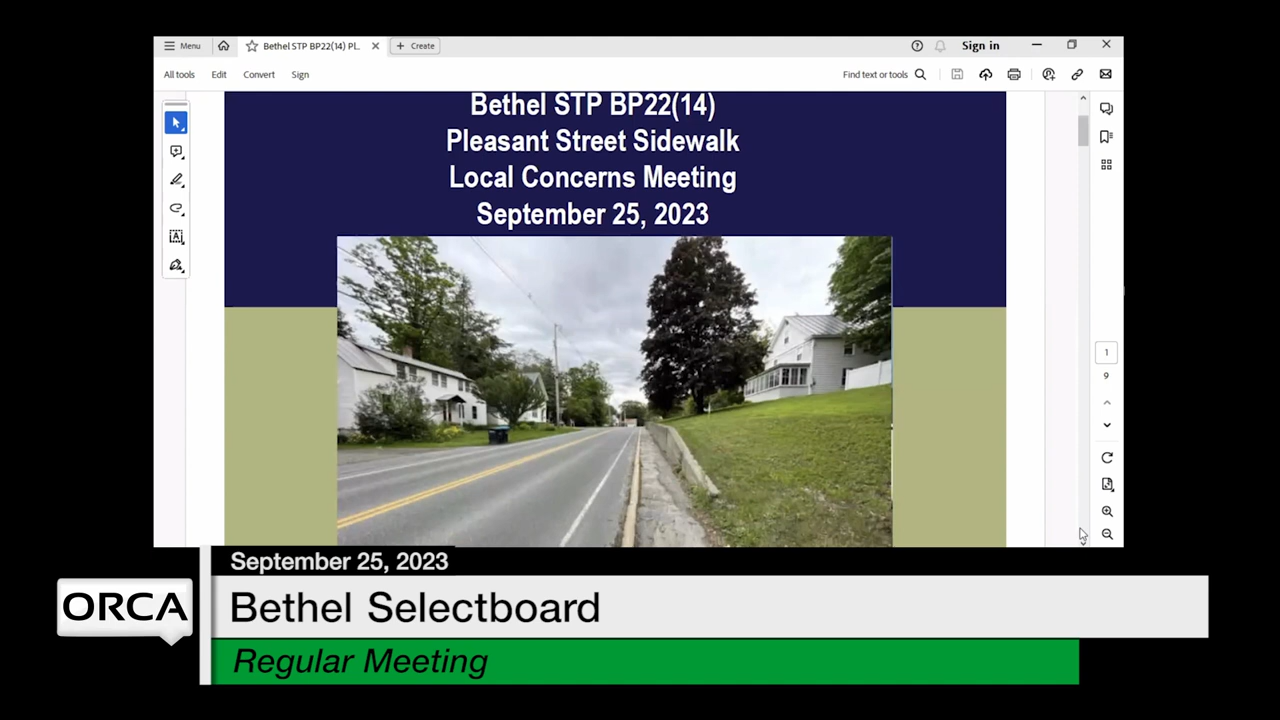 Menu
Bethel STP BP22(14) Pl...
Create
Sign in
All tools
Edit
Convert
Sign
Find text or tools
Bethel STP BP22(14)
Pleasant Street Sidewalk
Local Concerns Meeting
September 25, 2023
1
9
September 25, 2023
ORCA
Bethel Selectboard
Regular Meeting